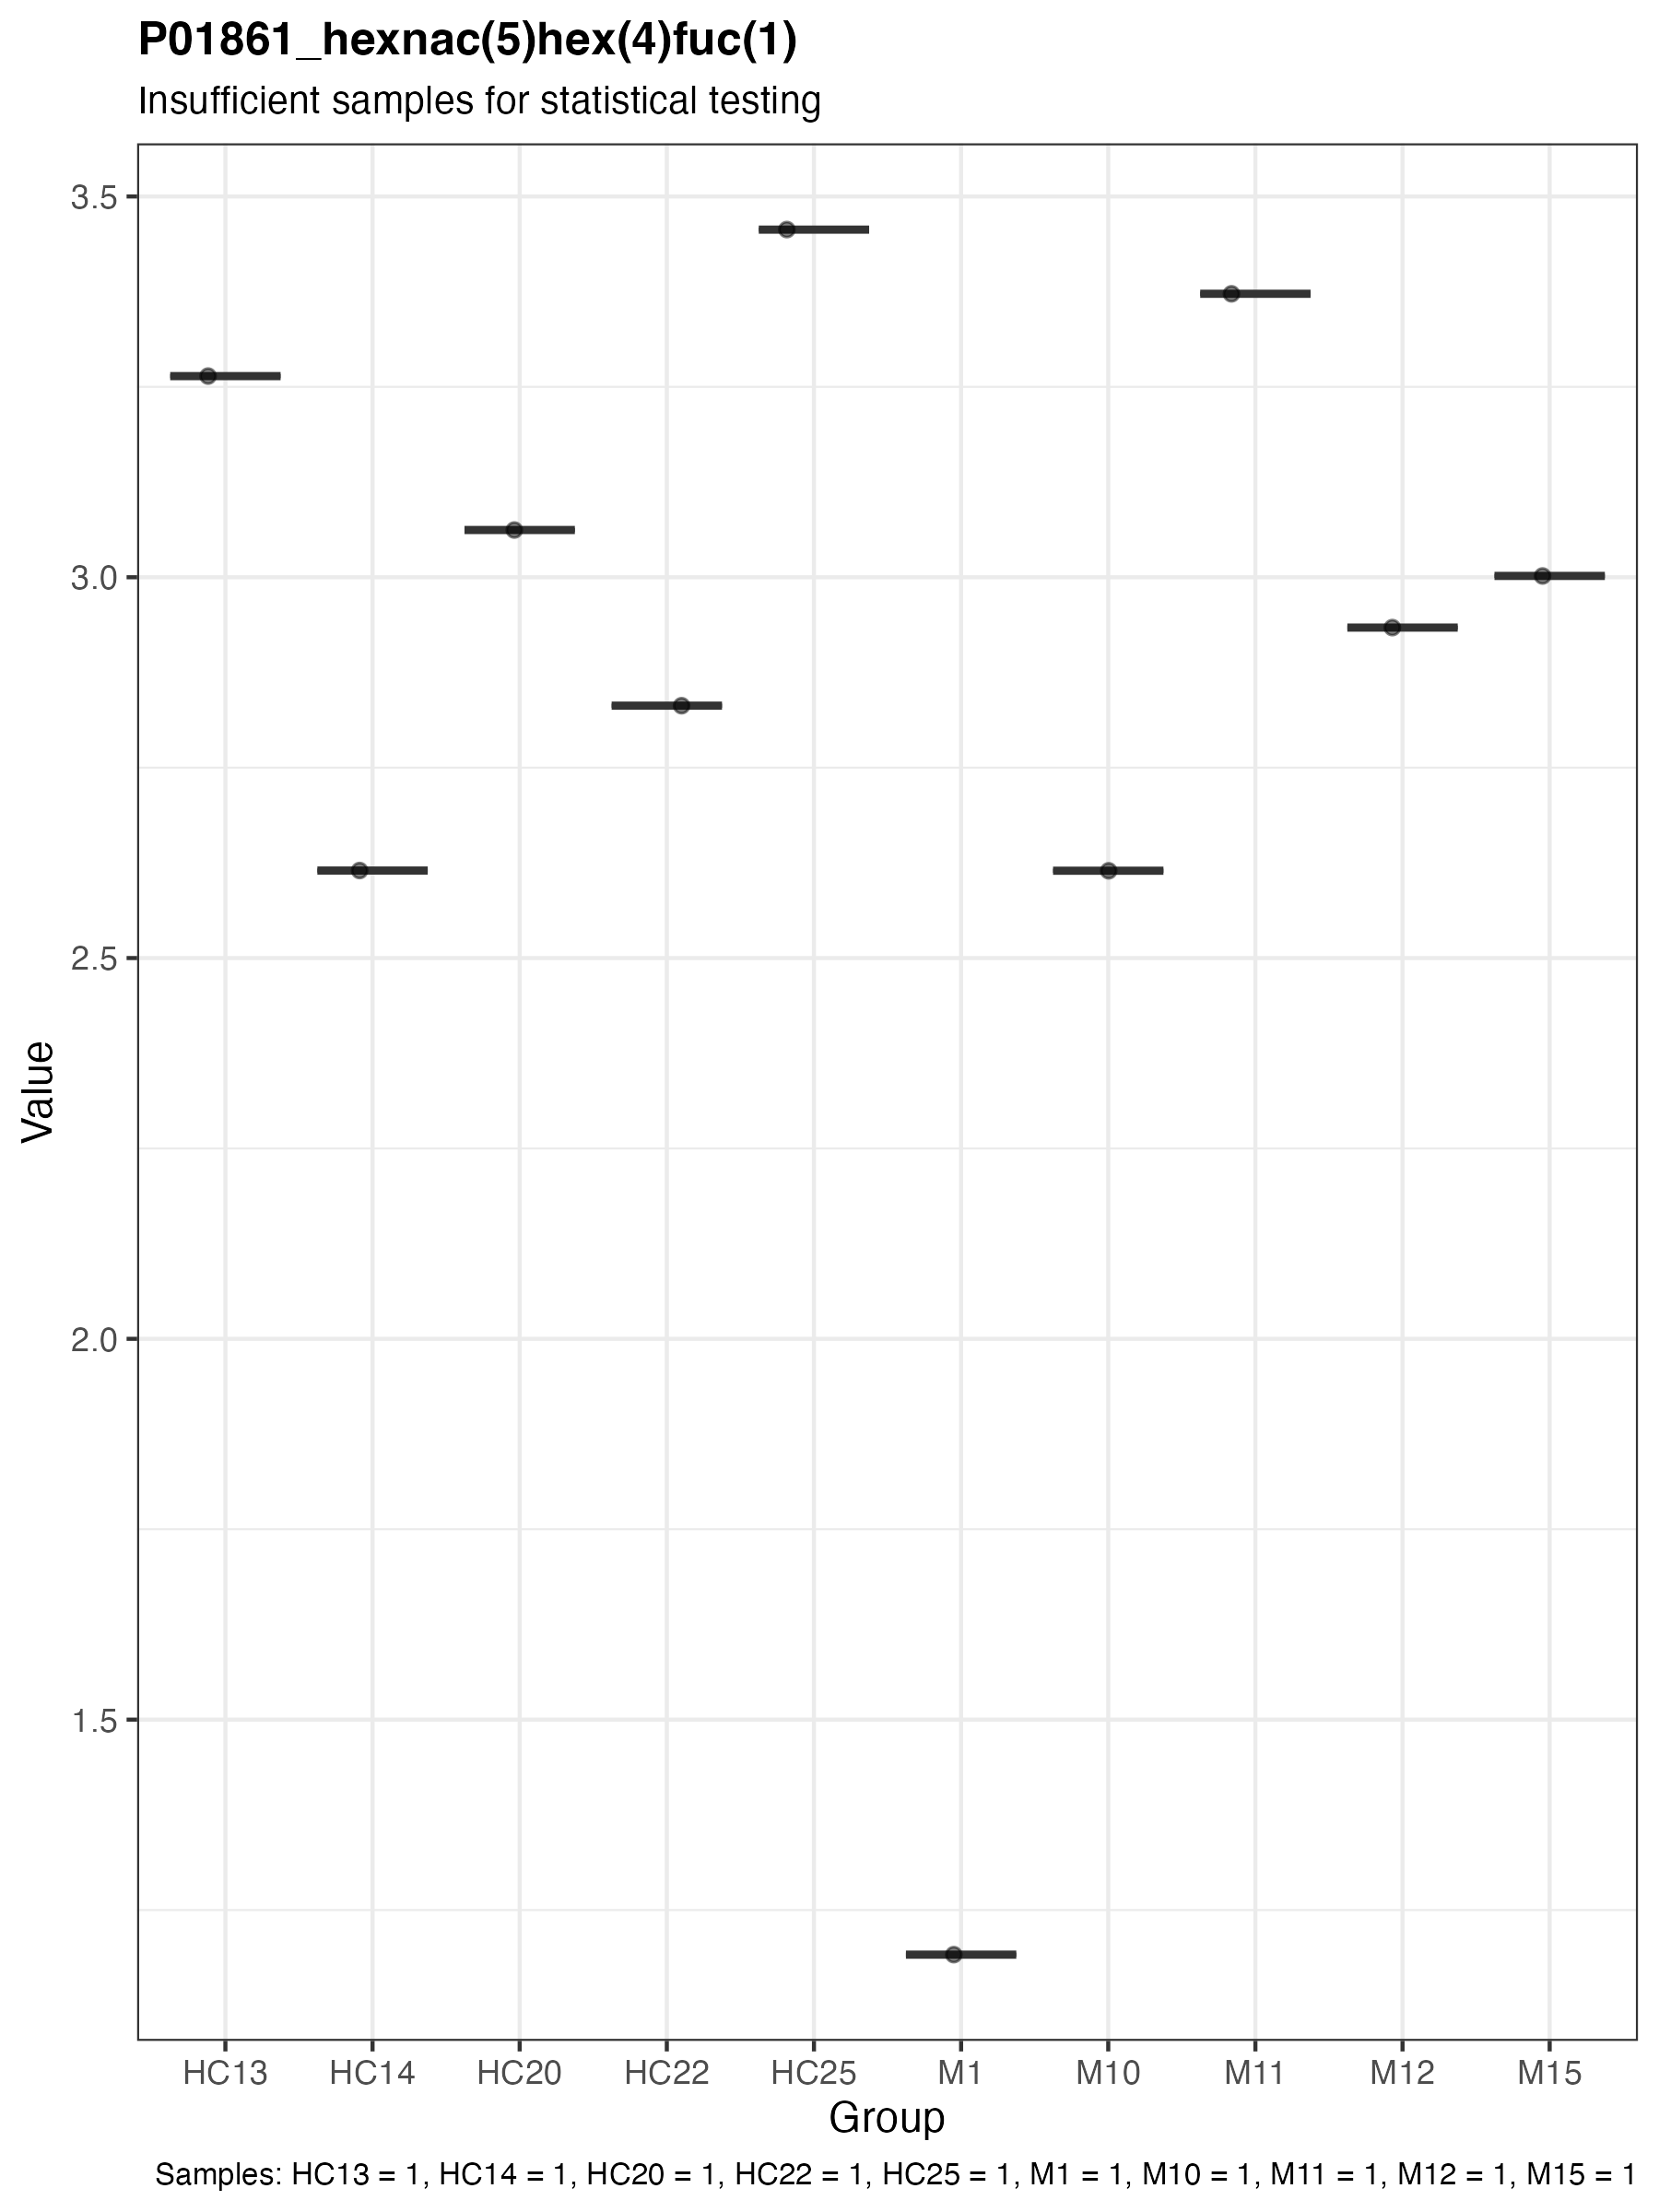 P01861_hexnac(5)hex(4)fuc(1)
Insufficient samples for statistical testing
3.5
3.0
2.5
2.0
1.5
Value
HC13 HC14 HC20 HC22 HC25 M1 M10 M11 M12 M15
Group
Samples: HC13 = 1, HC14 = 1, HC20 = 1, HC22 = 1, HC25 = 1, M1 = 1, M10 = 1, M11 = 1, M12 = 1, M15 = 1